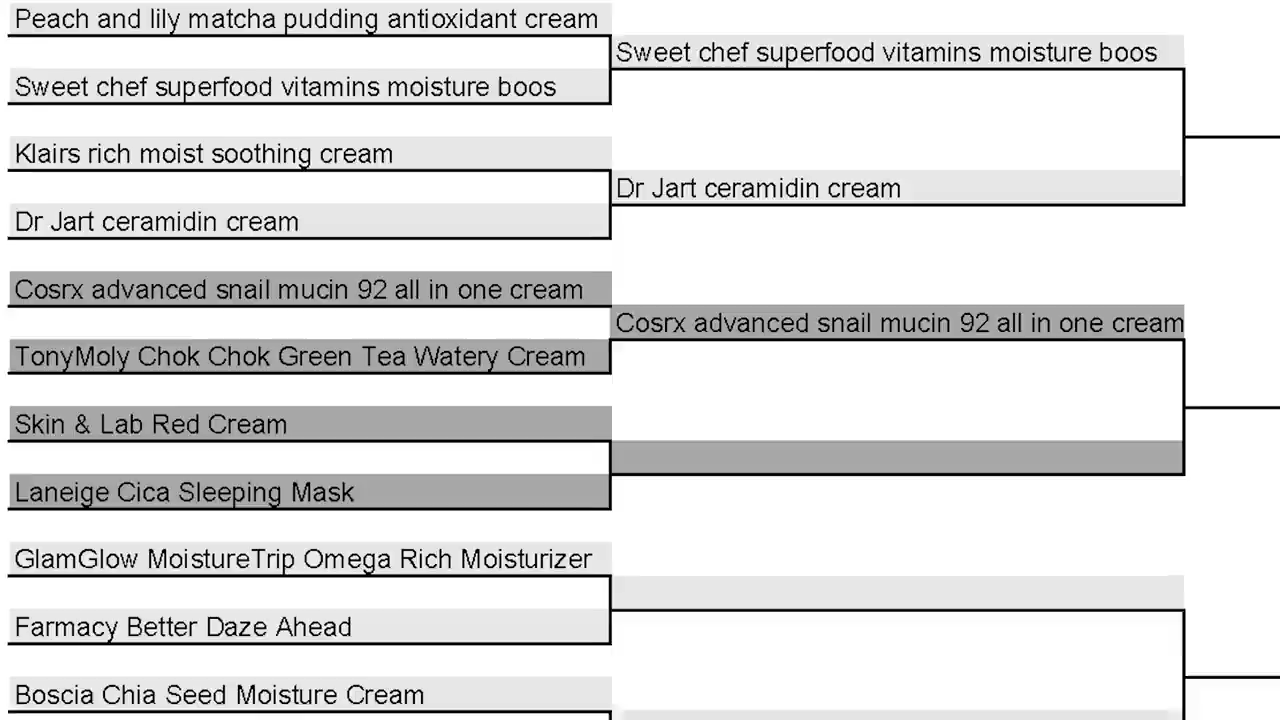 Peach and lily matcha pudding antioxidant cream
Sweet chef superfood vitamins moisture boos
Sweet chef superfood vitamins moisture boos
Klairs rich moist soothing cream
Dr Jart ceramidin cream
Dr Jart ceramidin cream
Cosrx advanced snail mucin 92 all in one cream
Cosrx advanced snail mucin 92 all in one cream
TonyMoly Chok Chok Green Tea Watery Cream
Skin & Lab Red Cream
Laneige Cica Sleeping Mask
GlamGlow MoistureTrip Omega Rich Moisturizer
Farmacy Better Daze Ahead
Boscia Chia Seed Moisture Cream